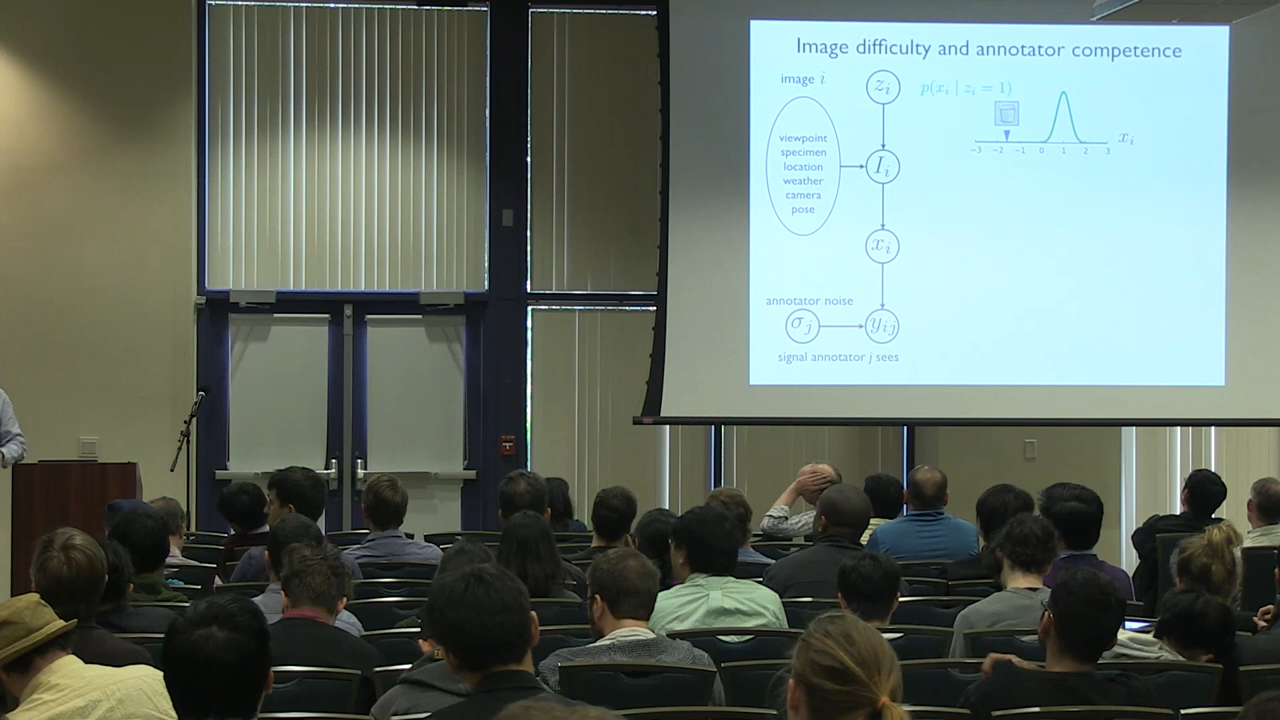 Image difficulty and annotator competence
image i
z_i
p(x_i | z_i = 1)
viewpoint
specimen
location
weather
camera
pose
I_i
x_i
-3 -2 -1 0 1 2 3
x_i
annotator noise
σ_j
y_ij
signal annotator j sees